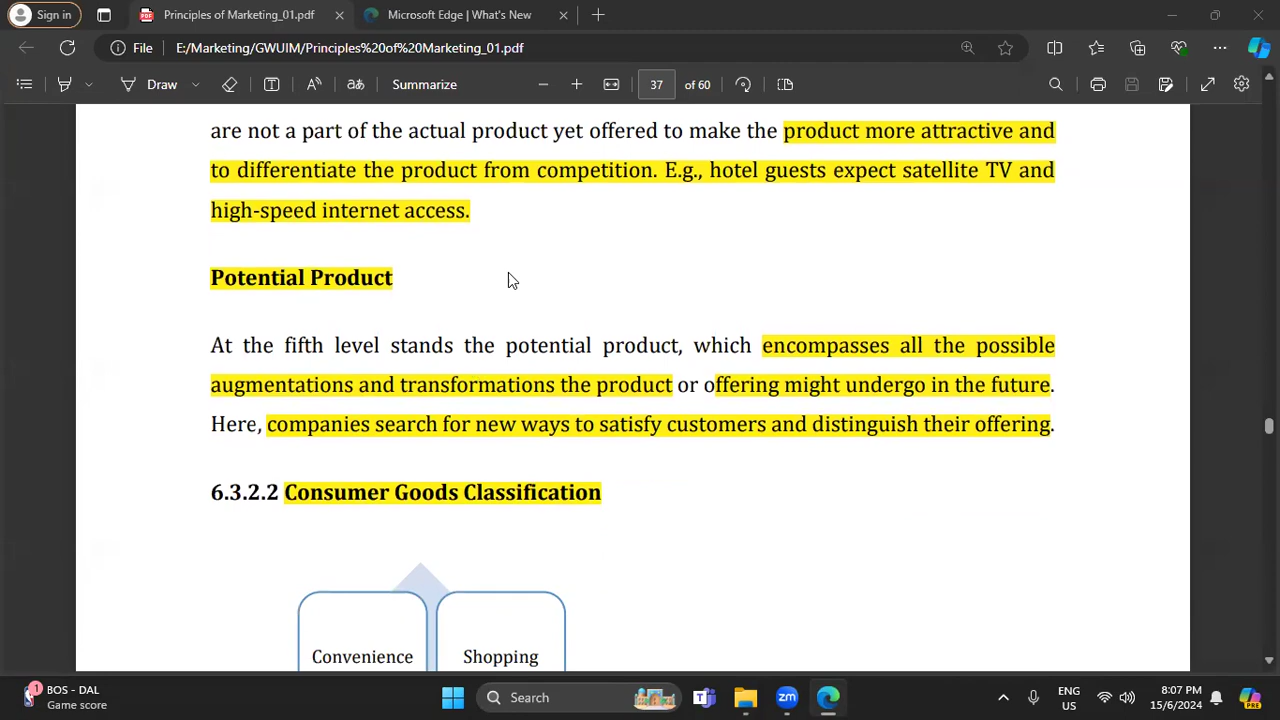 Sign in
Principles of Marketing_01.pdf
Microsoft Edge | What's New
File
E:/Marketing/GWUIM/Principles%20of%20Marketing_01.pdf
Draw
aあ
Summarize
37
of 60
are not a part of the actual product yet offered to make the product more attractive and
to differentiate the product from competition. E.g., hotel guests expect satellite TV and
high-speed internet access.
Potential Product
At the fifth level stands the potential product, which encompasses all the possible
augmentations and transformations the product or offering might undergo in the future.
Here, companies search for new ways to satisfy customers and distinguish their offering.
6.3.2.2 Consumer Goods Classification
Convenience
Shopping
1
BOS - DAL
Game score
Search
zm
ENG
US
8:07 PM
15/6/2024
PRE